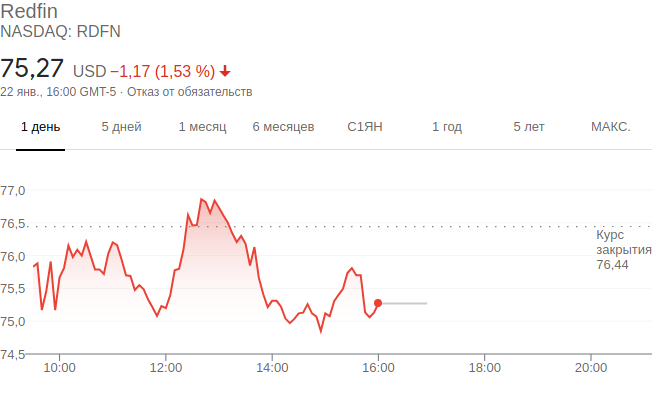 Redfin
NASDAQ: RDFN
75,27 USD −1,17 (1,53 %)
22 янв., 16:00 GMT-5 · Отказ от обязательств
1 день 5 дней 1 месяц 6 месяцев С1ЯН 1 год 5 лет МАКС.
77,0
76,5
Курс
закрытия
76,44
76,0
75,5
75,0
74,5
10:00 12:00 14:00 16:00 18:00 20:00